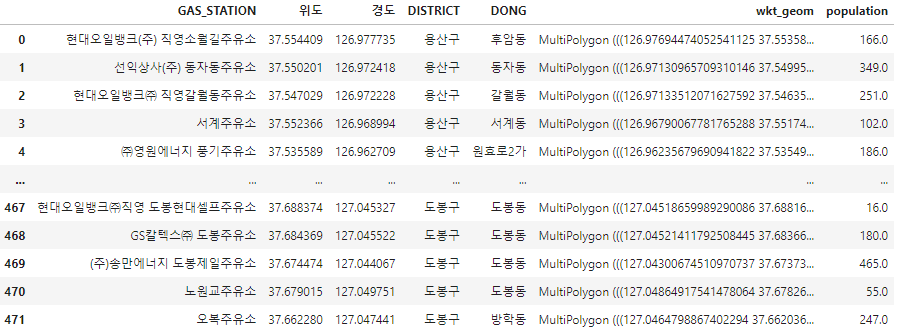 GAS_STATION 위도 경도 DISTRICT DONG wkt_geom population
0 현대오일뱅크(주) 직영소월길주유소 37.554409 126.977735 용산구 후암동 MultiPolygon (((126.97694474052541125 37.55358... 166.0
1 선익상사(주) 동자동주유소 37.550201 126.972418 용산구 동자동 MultiPolygon (((126.97130965709310146 37.54995... 349.0
2 현대오일뱅크㈜ 직영갈월동주유소 37.547029 126.972228 용산구 갈월동 MultiPolygon (((126.97133512071627592 37.54635... 251.0
3 서계주유소 37.552366 126.968994 용산구 서계동 MultiPolygon (((126.96790067781765288 37.55174... 102.0
4 ㈜영원에너지 풍기주유소 37.535589 126.962709 용산구 원효로2가 MultiPolygon (((126.96235679690941822 37.53549... 186.0
... ... ... ... ... ... ... ...
467 현대오일뱅크㈜직영 도봉현대셀프주유소 37.688374 127.045327 도봉구 도봉동 MultiPolygon (((127.04518659989290086 37.68816... 16.0
468 GS칼텍스㈜ 도봉주유소 37.684369 127.045522 도봉구 도봉동 MultiPolygon (((127.04521411792508445 37.68366... 180.0
469 (주)송만에너지 도봉제일주유소 37.674474 127.044067 도봉구 도봉동 MultiPolygon (((127.04300674510970737 37.67373... 465.0
470 노원교주유소 37.679015 127.049751 도봉구 도봉동 MultiPolygon (((127.04864917541478064 37.67826... 55.0
471 오복주유소 37.662280 127.047441 도봉구 방학동 MultiPolygon (((127.0464798867402294 37.662036... 247.0